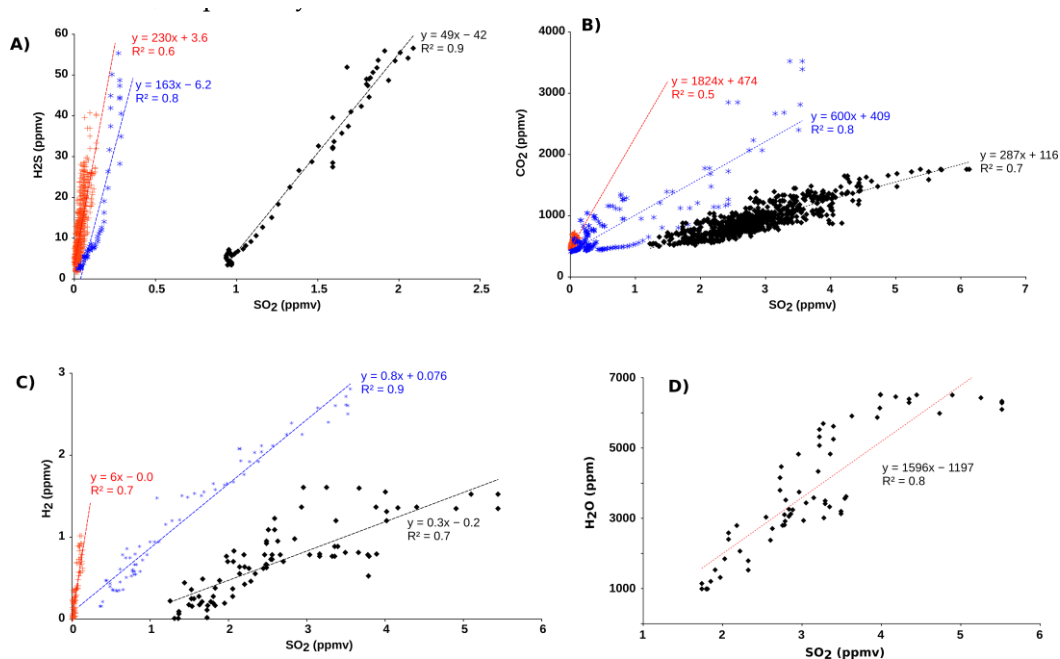 A)
y = 230x + 3.6
R² = 0.6
y = 163x − 6.2
R² = 0.8
y = 49x − 42
R² = 0.9
H2S (ppmv)
60
50
40
30
20
10
0
0
0.5
1
1.5
2
2.5
SO2 (ppmv)
B)
y = 1824x + 474
R² = 0.5
y = 600x + 409
R² = 0.8
y = 287x + 116
R² = 0.7
CO2 (ppmv)
4000
3000
2000
1000
0
0
1
2
3
4
5
6
7
SO2 (ppmv)
C)
y = 0.8x + 0.076
R² = 0.9
y = 6x − 0.0
R² = 0.7
y = 0.3x − 0.2
R² = 0.7
H2 (ppmv)
3
2
1
0
0
1
2
3
4
5
6
SO2 (ppmv)
D)
y = 1596x − 1197
R² = 0.8
H2O (ppm)
7000
5000
3000
1000
1
2
3
4
5
6
SO2 (ppmv)